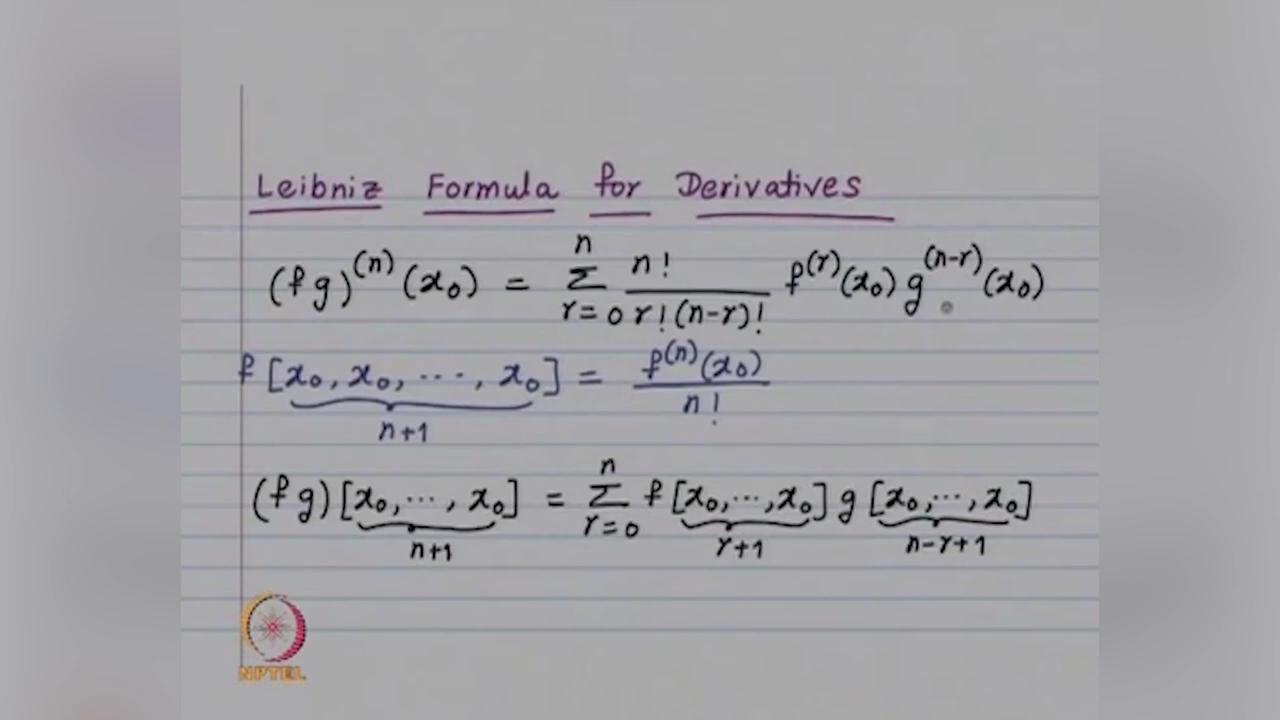 Leibniz Formula for Derivatives
(fg)^(n)(x₀) = Σ_{r=0}^{n} n!/(r!(n-r)!) f^(r)(x₀) g^(n-r)(x₀)
f[x₀, x₀, ⋯, x₀] = f^(n)(x₀)/n!
n+1
(fg)[x₀, ⋯, x₀] = Σ_{r=0}^{n} f[x₀, ⋯, x₀] g[x₀, ⋯, x₀]
n+1 r+1 n-r+1
NPTEL